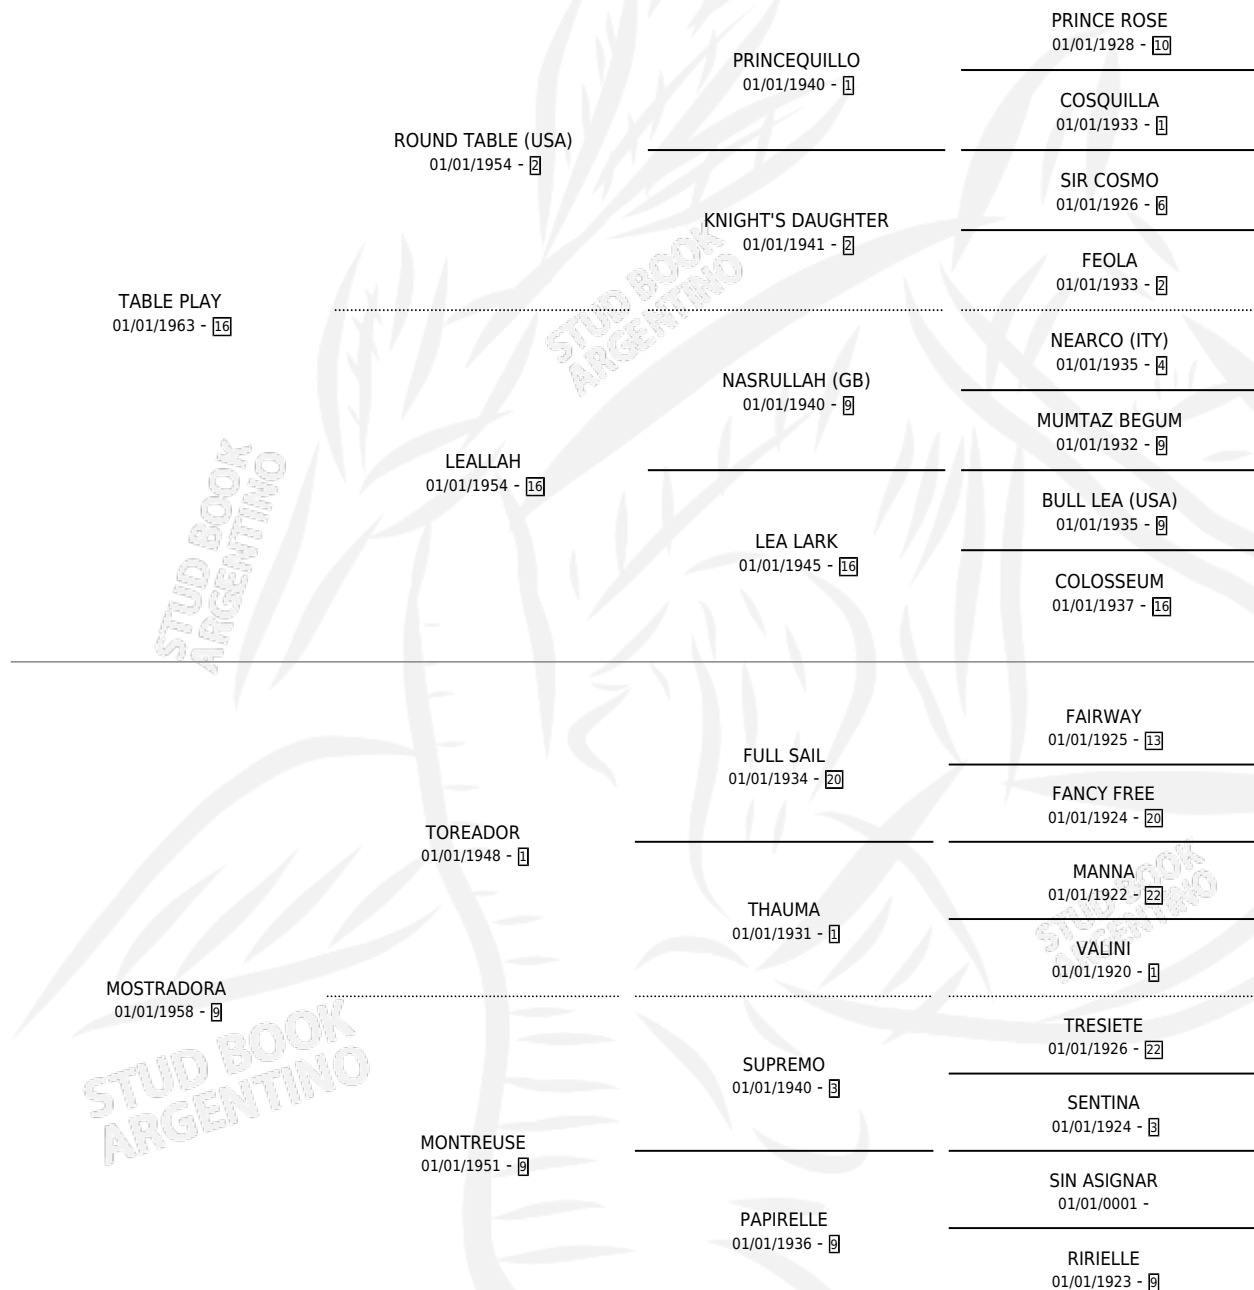 PRINCE ROSE
01/01/1928 - 10
PRINCEQUILLO
01/01/1940 - 1
COSQUILLA
01/01/1933 - 1
ROUND TABLE (USA)
01/01/1954 - 2
SIR COSMO
01/01/1926 - 6
KNIGHT'S DAUGHTER
01/01/1941 - 2
FEOLA
01/01/1933 - 2
TABLE PLAY
01/01/1963 - 16
STUD BOOK
ARGENTINO
NEARCO (ITY)
01/01/1935 - 4
NASRULLAH (GB)
01/01/1940 - 9
MUMTAZ BEGUM
01/01/1932 - 9
LEALLAH
01/01/1954 - 16
BULL LEA (USA)
01/01/1935 - 9
LEA LARK
01/01/1945 - 16
COLOSSEUM
01/01/1937 - 16
STUD BOOK
ARGENTINO
FAIRWAY
01/01/1925 - 13
FULL SAIL
01/01/1934 - 20
FANCY FREE
01/01/1924 - 20
TOREADOR
01/01/1948 - 1
MANNA
01/01/1922 - 22
THAUMA
01/01/1931 - 1
VALINI
01/01/1920 - 1
STUD BOOK
ARGENTINO
MOSTRADORA
01/01/1958 - 9
STUD BOOK
ARGENTINO
TRESIETE
01/01/1926 - 22
SUPREMO
01/01/1940 - 3
SENTINA
01/01/1924 - 3
MONTREUSE
01/01/1951 - 9
SIN ASIGNAR
01/01/0001 -
PAPIRELLE
01/01/1936 - 9
RIRIELLE
01/01/1923 - 9